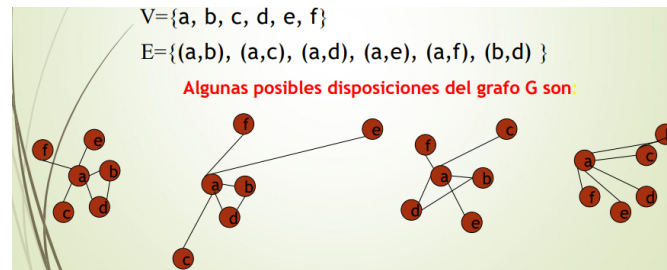 V={a, b, c, d, e, f}
E={(a,b), (a,c), (a,d), (a,e), (a,f), (b,d) }
Algunas posibles disposiciones del grafo G son:
f e a b c d
f e a b d c
f c a b d e
a c f e d